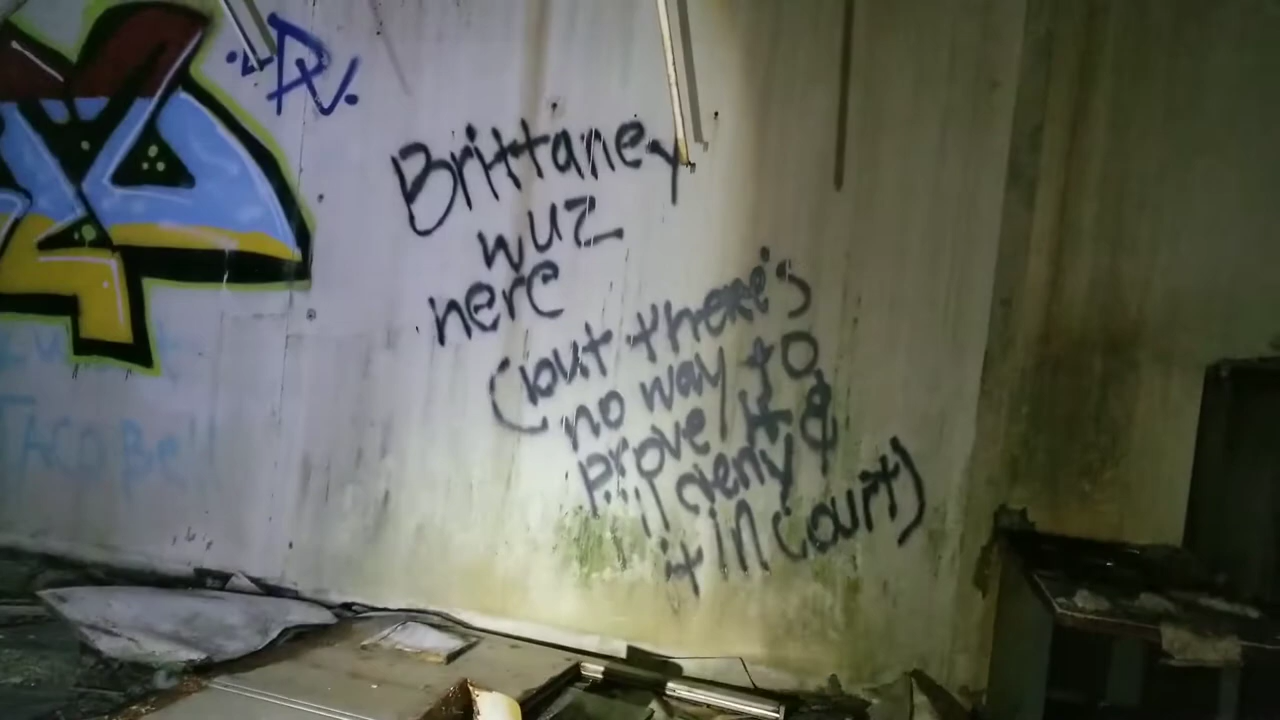 Brittaney
wuz
here
(but there's
no way to
prove it &
i'll deny
it in court)
Taco Bell